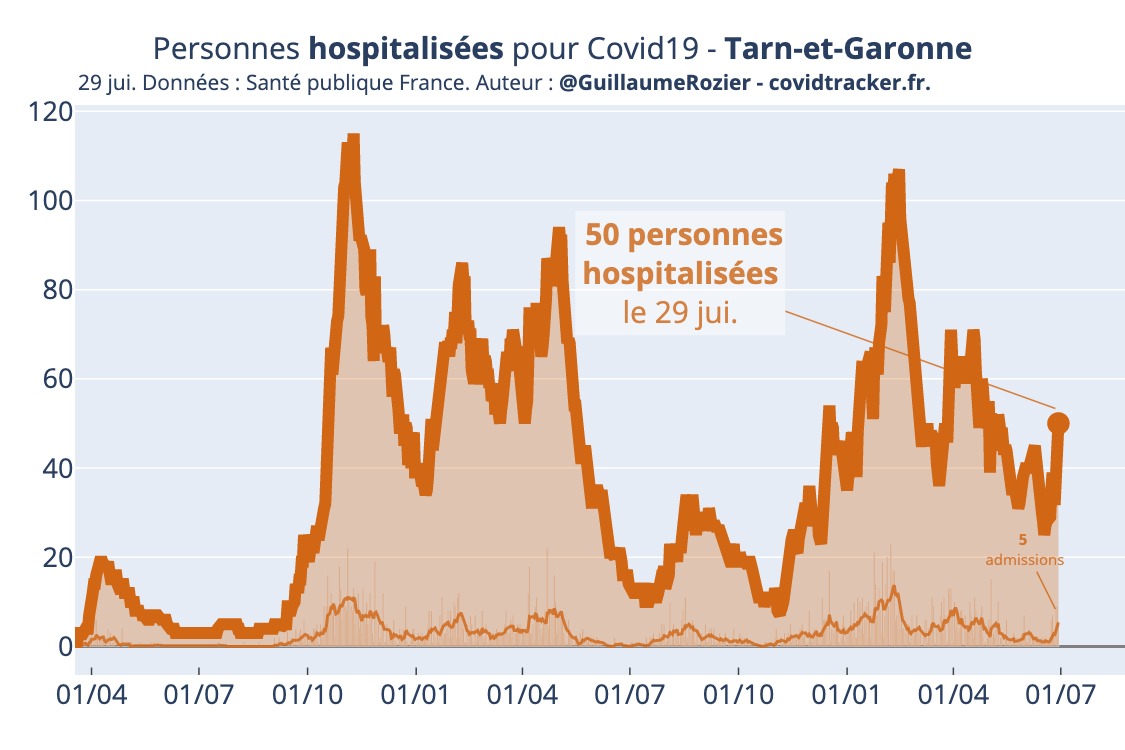 Personnes hospitalisées pour Covid19 - Tarn-et-Garonne
29 jui. Données : Santé publique France. Auteur : @GuillaumeRozier - covidtracker.fr.
120
100
80
60
40
20
0
50 personnes
hospitalisées
le 29 jui.
5
admissions
01/04 01/07 01/10 01/01 01/04 01/07 01/10 01/01 01/04 01/07